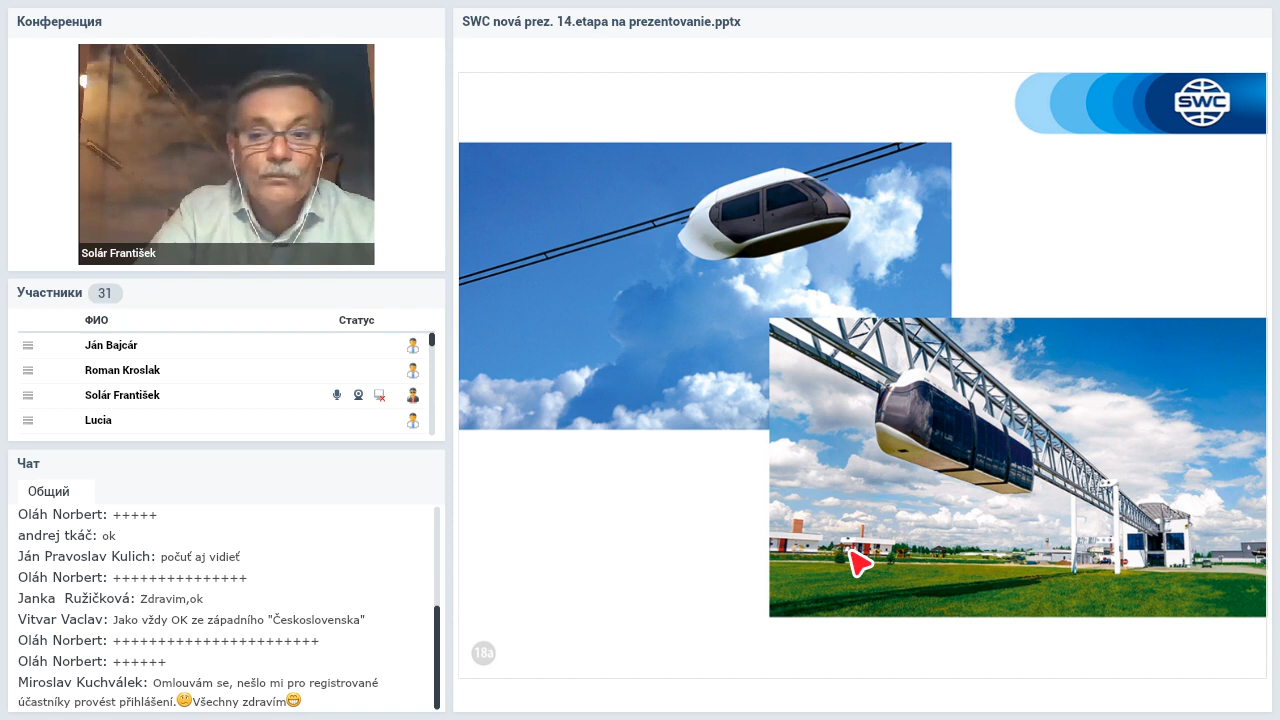 Конференция
Solár František
Участники 31
ФИО Статус
Ján Bajcár
Roman Kroslak
Solár František
Lucia
Чат
Общий
Oláh Norbert: +++++
andrej tkáč: ok
Ján Pravoslav Kulich: počuť aj vidieť
Oláh Norbert: +++++++++++++++
Janka Ružičková: Zdravim,ok
Vitvar Vaclav: Jako vždy OK ze západního "Československa"
Oláh Norbert: +++++++++++++++++++++++
Oláh Norbert: ++++++
Miroslav Kuchválek: Omlouvám se, nešlo mi pro registrované
účastníky provést přihlášení. Všechny zdravím
SWC nová prez. 14.etapa na prezentovanie.pptx
SWC
18a